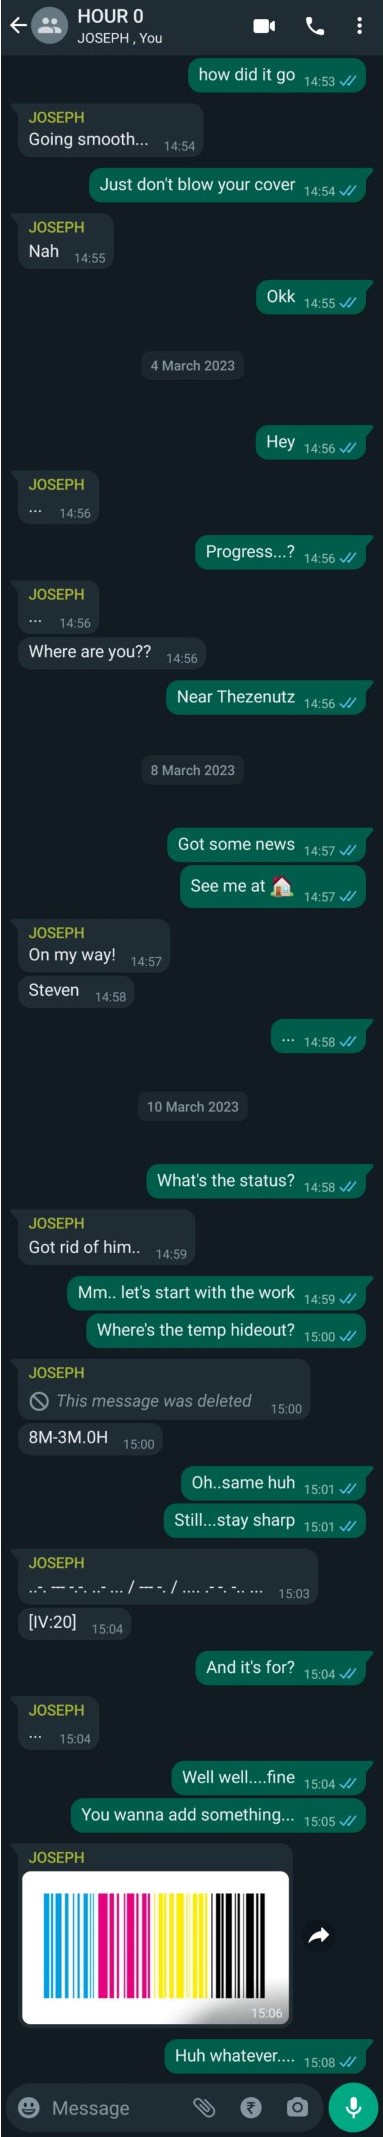 HOUR 0
JOSEPH , You
how did it go 14:53
JOSEPH
Going smooth... 14:54
Just don't blow your cover 14:54
JOSEPH
Nah 14:55
Okk 14:55
4 March 2023
Hey 14:56
JOSEPH
... 14:56
Progress...? 14:56
JOSEPH
... 14:56
Where are you?? 14:56
Near Thezenutz 14:56
8 March 2023
Got some news 14:57
See me at 🏠 14:57
JOSEPH
On my way! 14:57
Steven 14:58
... 14:58
10 March 2023
What's the status? 14:58
JOSEPH
Got rid of him.. 14:59
Mm.. let's start with the work 14:59
Where's the temp hideout? 15:00
JOSEPH
This message was deleted 15:00
8M-3M.0H 15:00
Oh..same huh 15:01
Still...stay sharp 15:01
JOSEPH
..-. --- -.-. ..- ... / --- -. / .... .- -. -.. ... 15:03
[IV:20] 15:04
And it's for? 15:04
JOSEPH
... 15:04
Well well....fine 15:04
You wanna add something... 15:05
JOSEPH
15:06
Huh whatever.... 15:08
Message